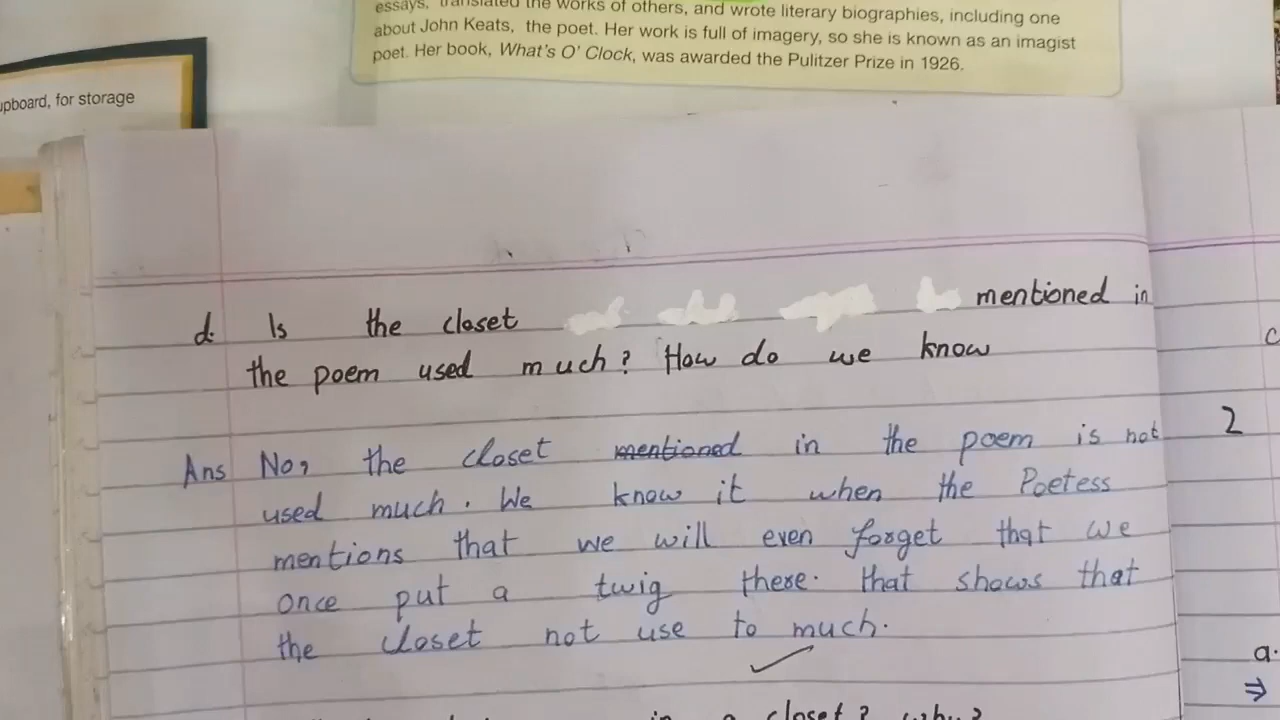 essays, translated the works of others, and wrote literary biographies, including one
about John Keats, the poet. Her work is full of imagery, so she is known as an imagist
poet. Her book, What's O' Clock, was awarded the Pulitzer Prize in 1926.
upboard, for storage
d. Is the closet mentioned in
the poem used much? How do we know
Ans No, the closet mentioned in the poem is not
used much. We know it when the Poetess
mentions that we will even forget that we
once put a twig there. that shows that
the closet not use to much.
in a closet? why?
2
a.
⇒